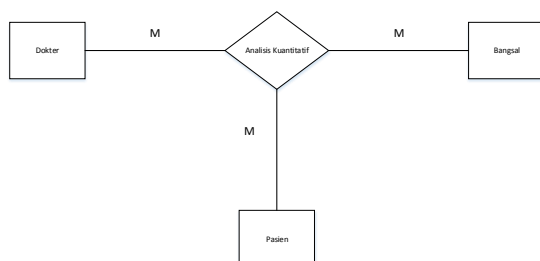 M
M
Dokter
Analisis Kuantitatif
Bangsal
M
Pasien